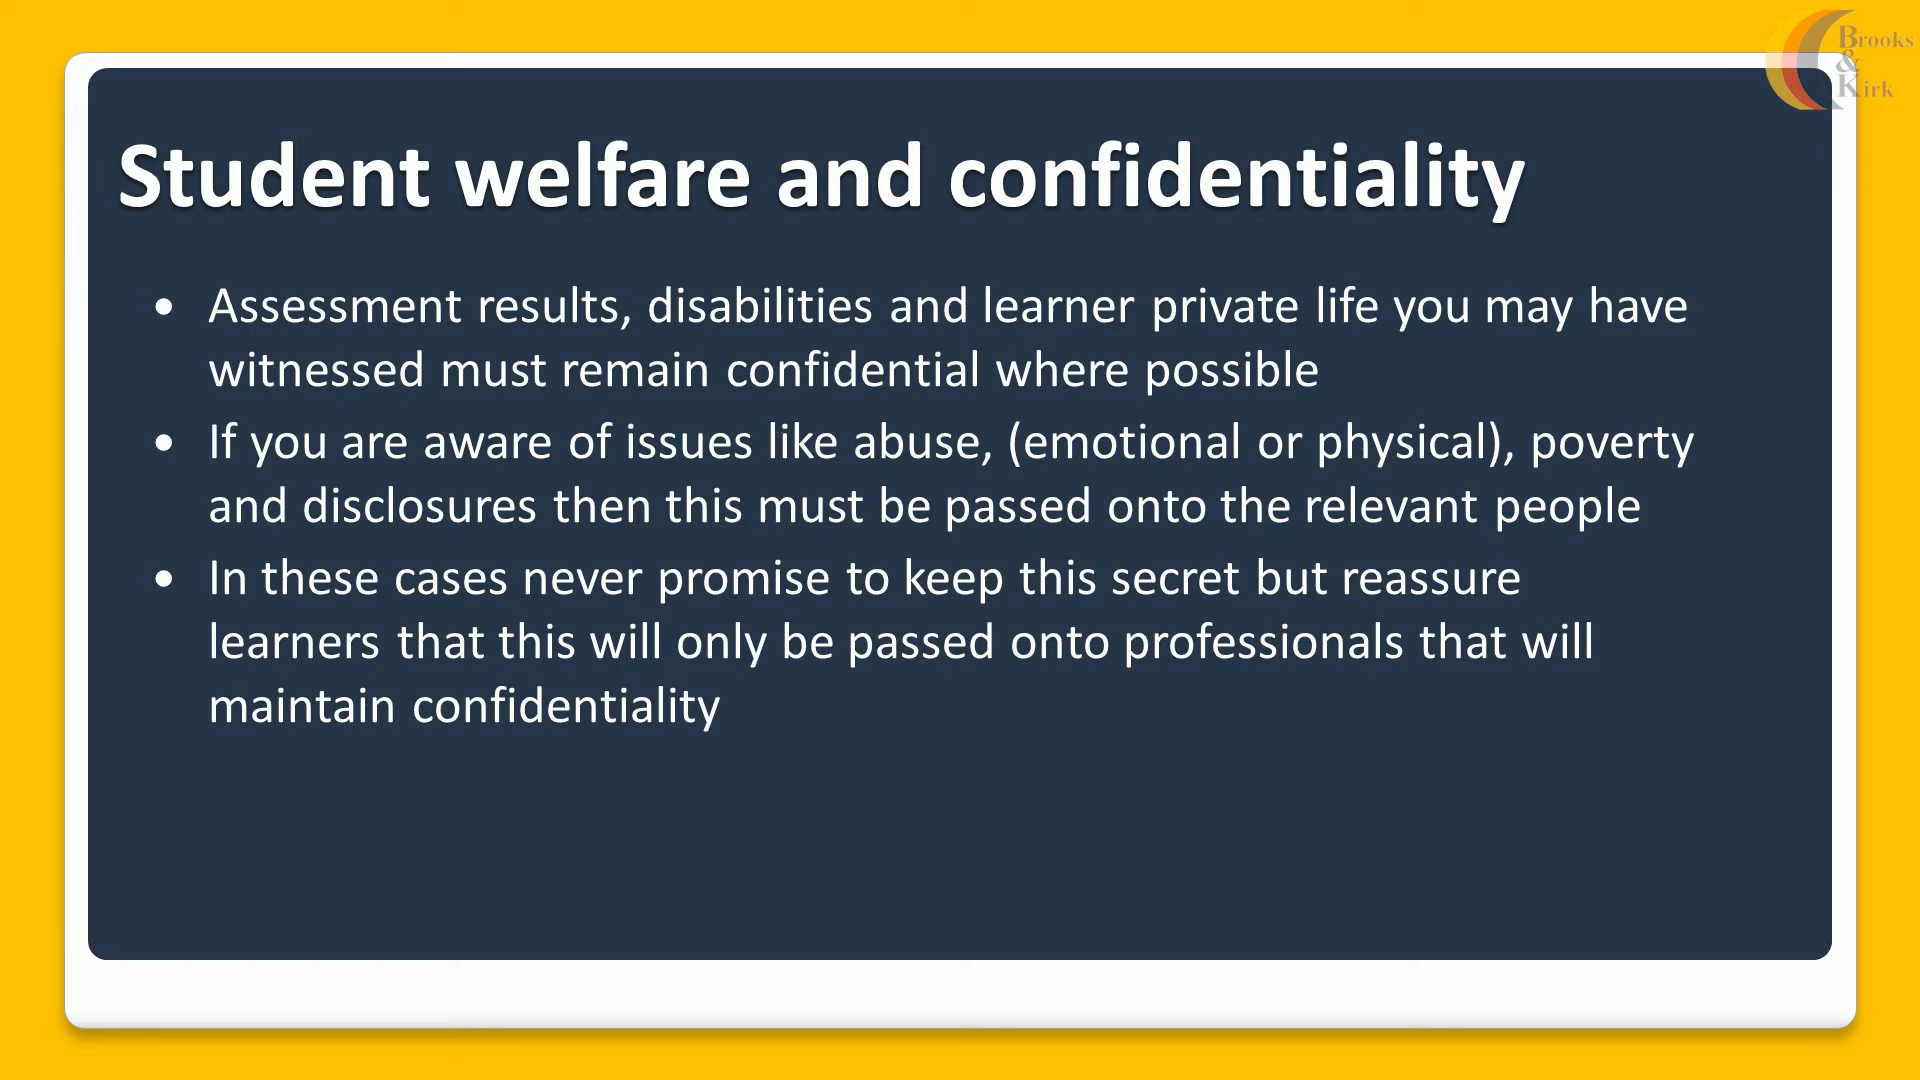 Brooks
&
Kirk
Student welfare and confidentiality
• Assessment results, disabilities and learner private life you may have
witnessed must remain confidential where possible
• If you are aware of issues like abuse, (emotional or physical), poverty
and disclosures then this must be passed onto the relevant people
• In these cases never promise to keep this secret but reassure
learners that this will only be passed onto professionals that will
maintain confidentiality